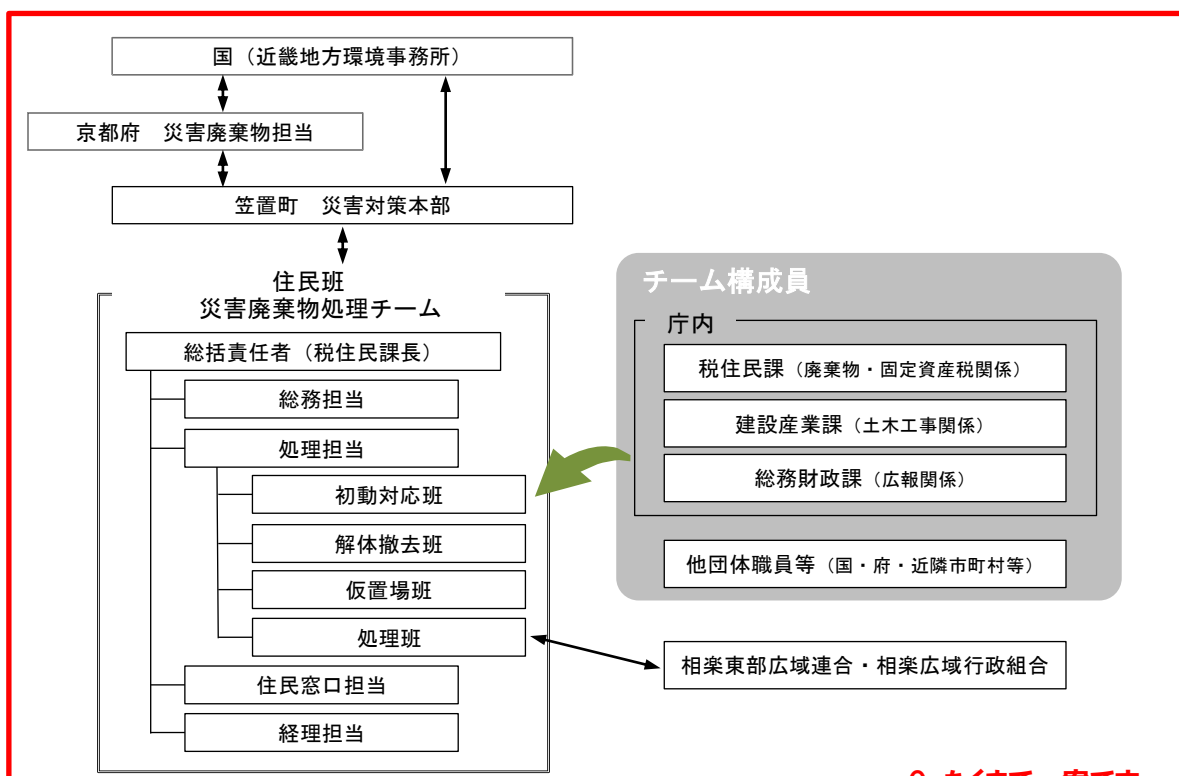 国（近畿地方環境事務所）
京都府　災害廃棄物担当
笠置町　災害対策本部
住民班
災害廃棄物処理チーム
総括責任者（税住民課長）
総務担当
処理担当
初動対応班
解体撤去班
仮置場班
処理班
住民窓口担当
経理担当
チーム構成員
庁内
税住民課（廃棄物・固定資産税関係）
建設産業課（土木工事関係）
総務財政課（広報関係）
他団体職員等（国・府・近隣市町村等）
相楽東部広域連合・相楽広域行政組合